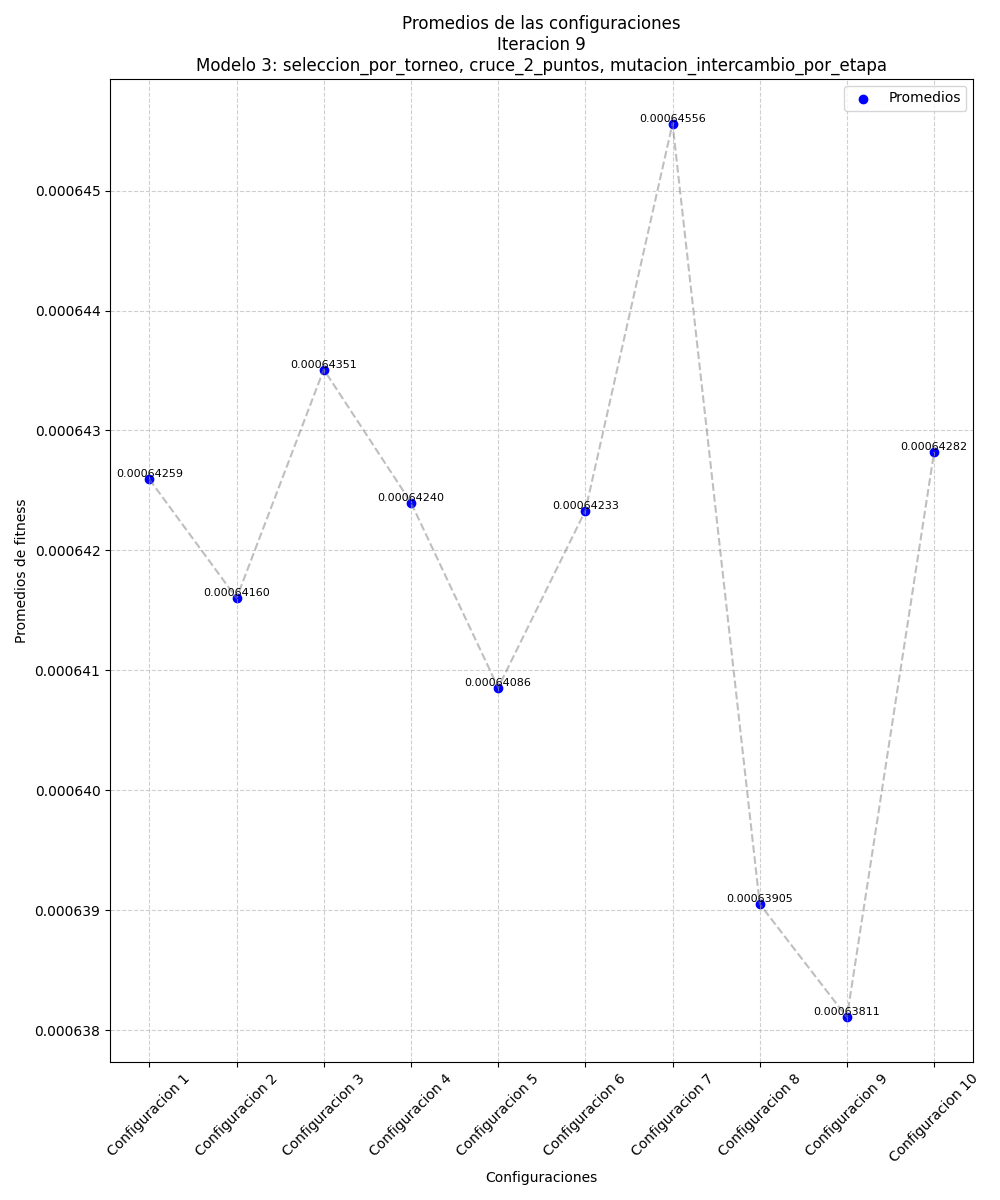 Promedios de las configuraciones
Iteracion 9
Modelo 3: seleccion_por_torneo, cruce_2_puntos, mutacion_intercambio_por_etapa
Promedios
0.00064556
0.000645
0.000644
0.00064351
0.000643
0.00064282
0.00064259
0.00064240
0.00064233
0.000642
0.00064160
0.000641
0.00064086
0.000640
0.00063905
0.000639
0.00063811
0.000638
Promedios de fitness
Configuracion 1
Configuracion 2
Configuracion 3
Configuracion 4
Configuracion 5
Configuracion 6
Configuracion 7
Configuracion 8
Configuracion 9
Configuracion 10
Configuraciones